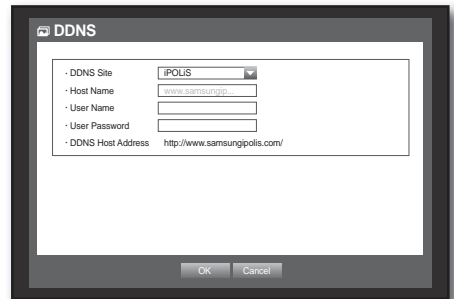 DDNS
· DDNS Site iPOLiS
· Host Name www.samsungip...
· User Name
· User Password
· DDNS Host Address http://www.samsungipolis.com/
OK Cancel